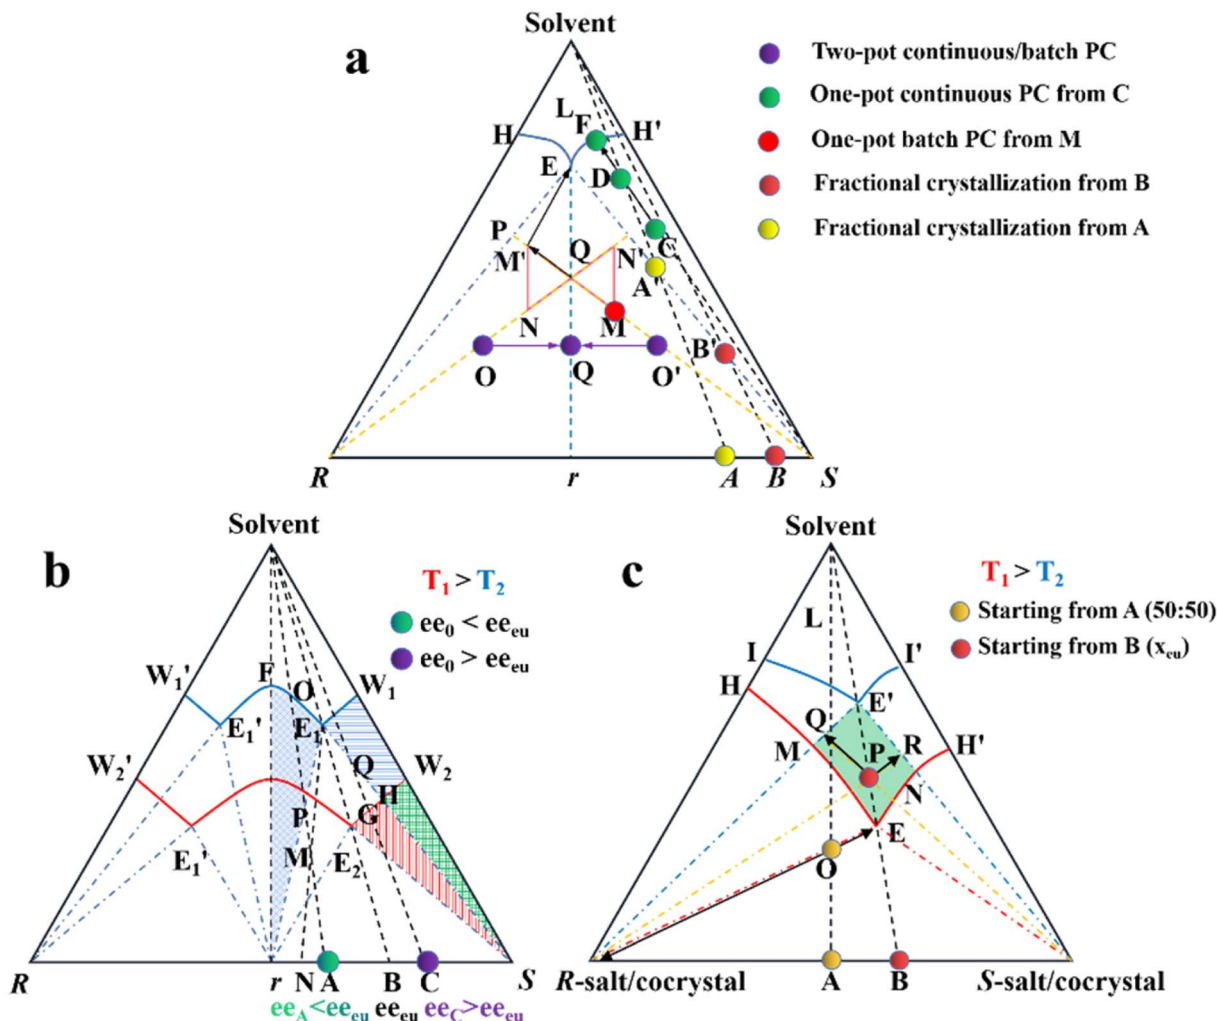 Solvent
a
L
F
H
H'
E
D
P
M'
Q
N'
C
A'
N
M
B'
O
Q
O'
R
r
A
B
S
Two-pot continuous/batch PC
One-pot continuous PC from C
One-pot batch PC from M
Fractional crystallization from B
Fractional crystallization from A
b
Solvent
T1 > T2
ee0 < eeeu
ee0 > eeeu
W1'
F
O
W1
E1'
E1
W2'
Q
W2
H
P
G
M
E1'
E2
R
r
N
A
B
C
S
eeA<eeeu eeeu eeC>eeeu
c
Solvent
T1 > T2
Starting from A (50:50)
Starting from B (xeu)
L
I
I'
H
E'
Q
R
H'
M
P
N
E
O
R-salt/cocrystal
A
B
S-salt/cocrystal